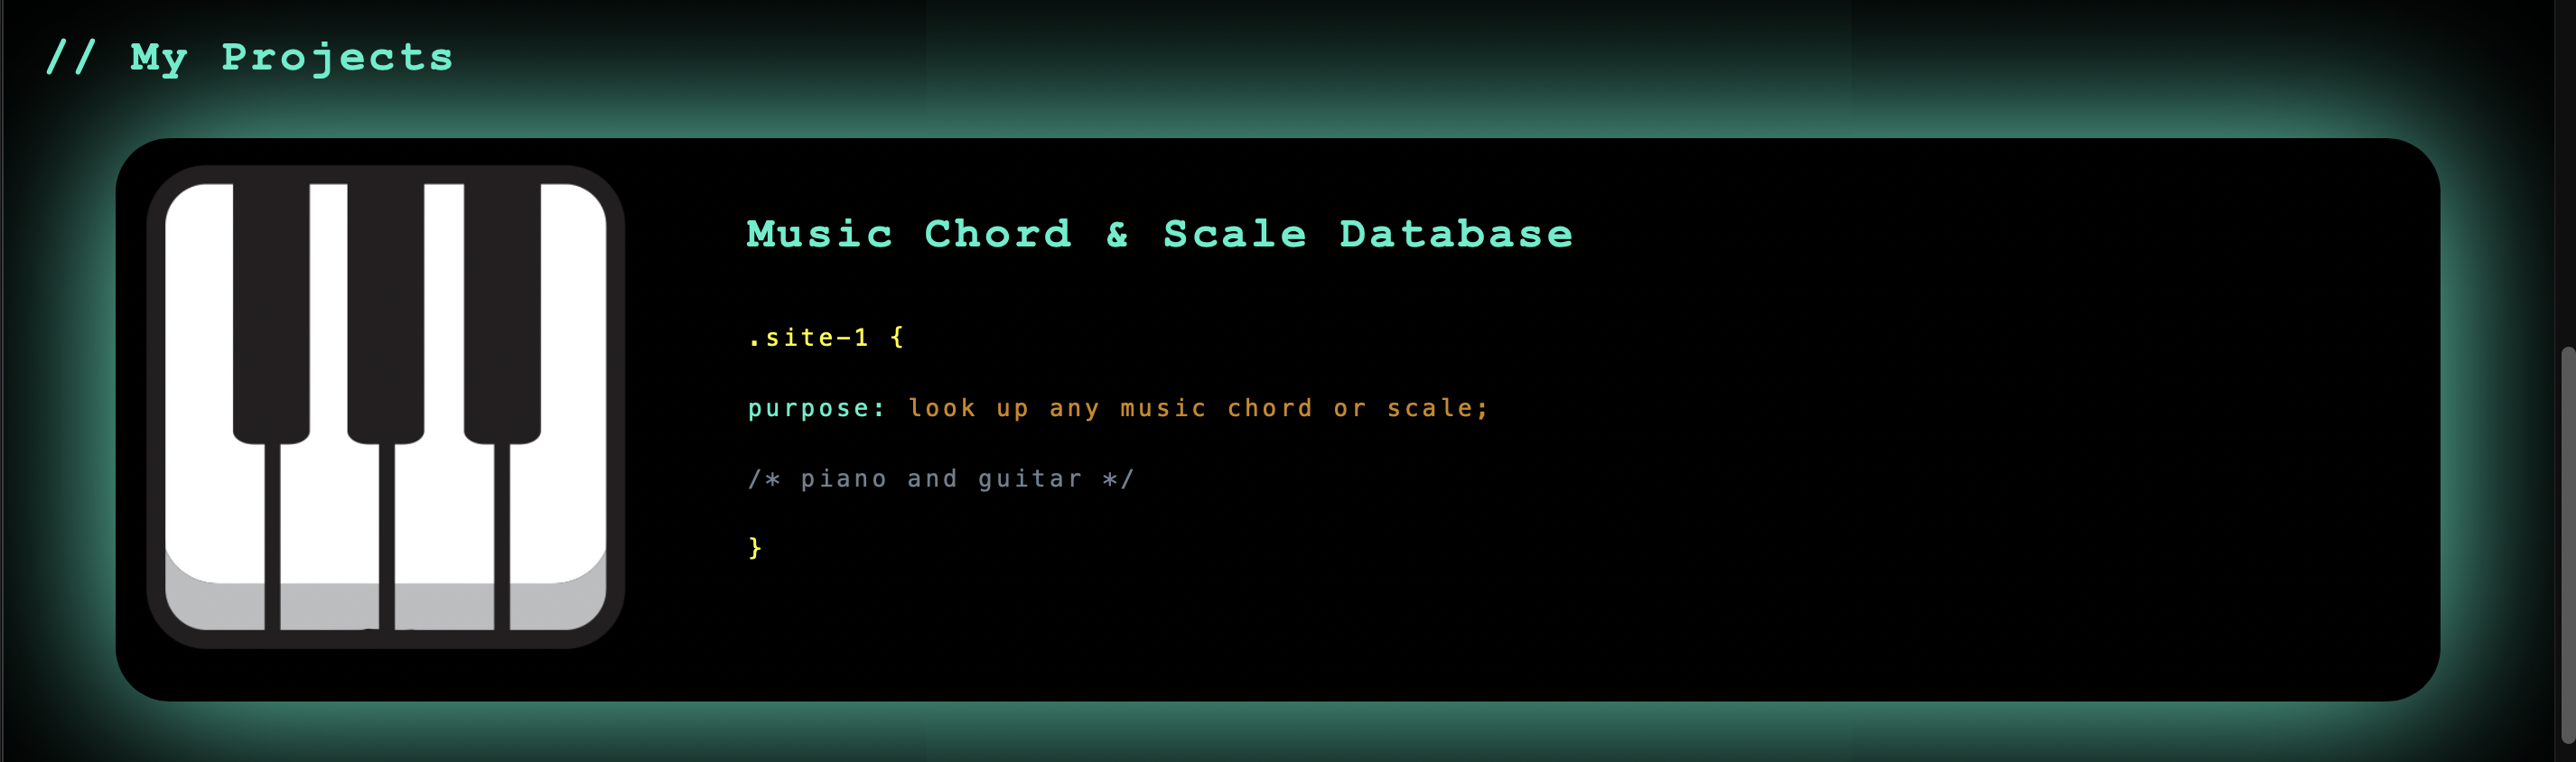 // My Projects
Music Chord & Scale Database
.site-1 {
purpose: look up any music chord or scale;
/* piano and guitar */
}